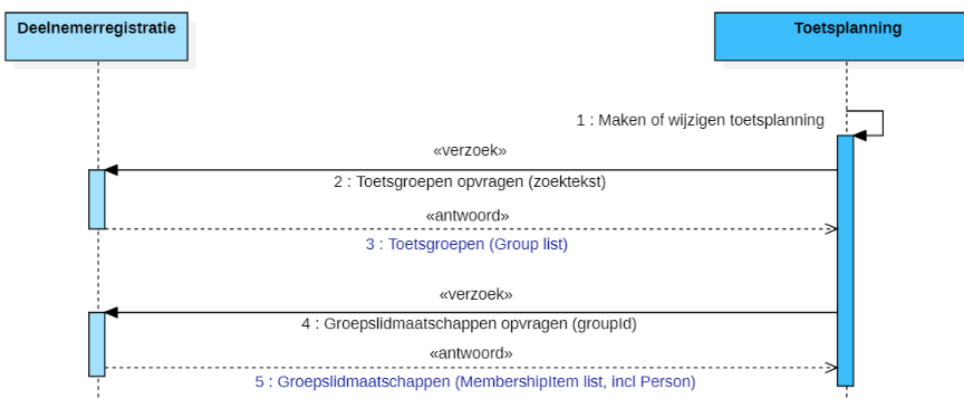 Deelnemerregistratie
Toetsplanning
1 : Maken of wijzigen toetsplanning
«verzoek»
2 : Toetsgroepen opvragen (zoektekst)
«antwoord»
3 : Toetsgroepen (Group list)
«verzoek»
4 : Groepslidmaatschappen opvragen (groupId)
«antwoord»
5 : Groepslidmaatschappen (MembershipItem list, incl Person)